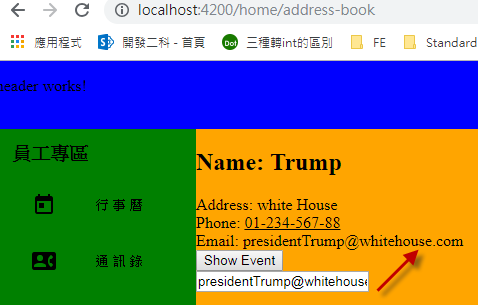 localhost:4200/home/address-book
應用程式 開發二科 - 首頁 Dot 三種轉int的區別 FE Standard
header works!
員工專區
行事曆
通訊錄
Name: Trump
Address: white House
Phone: 01-234-567-88
Email: presidentTrump@whitehouse.com
Show Event
presidentTrump@whitehouse